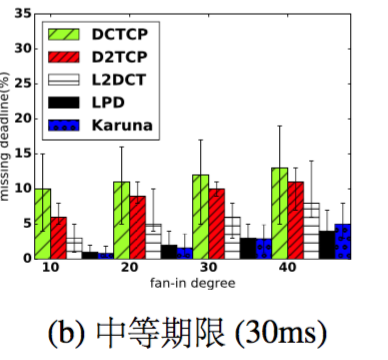 35
30
25
20
15
10
5
0
missing deadline(%)
DCTCP
D2TCP
L2DCT
LPD
Karuna
10 20 30 40
fan-in degree
(b) 中等期限 (30ms)